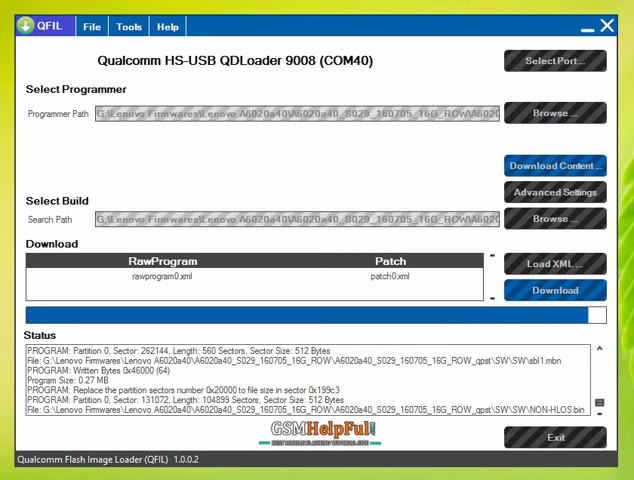 QFIL File Tools Help
Qualcomm HS-USB QDLoader 9008 (COM40)
Select Port ...
Select Programmer
Programmer Path G:\Lenovo Firmwares\Lenovo A6020a40\A6020a40_S029_160705_16G_ROW\A6020 Browse ...
Download Content ...
Advanced Settings
Select Build
Search Path G:\Lenovo Firmwares\Lenovo A6020a40\A6020a40_S029_160705_16G_ROW\A6020 Browse ...
Download
RawProgram Patch
rawprogram0.xml patch0.xml
Load XML ...
Download
Status
PROGRAM: Partition 0, Sector: 262144, Length: 560 Sectors, Sector Size: 512 Bytes
File: G:\Lenovo Firmwares\Lenovo A6020a40\A6020a40_S029_160705_16G_ROW\A6020a40_S029_160705_16G_ROW_qpst\SW\SW\sbl1.mbn
PROGRAM: Written Bytes 0x46000 (64)
Program Size: 0.27 MB
PROGRAM: Replace the partition sectors number 0x20000 to file size in sector 0x199c3
PROGRAM: Partition 0, Sector: 131072, Length: 104899 Sectors, Sector Size: 512 Bytes
File: G:\Lenovo Firmwares\Lenovo A6020a40\A6020a40_S029_160705_16G_ROW\A6020a40_S029_160705_16G_ROW_qpst\SW\SW\NON-HLOS.bin
GSMHelpFul
Exit
Qualcomm Flash Image Loader (QFIL) 1.0.0.2